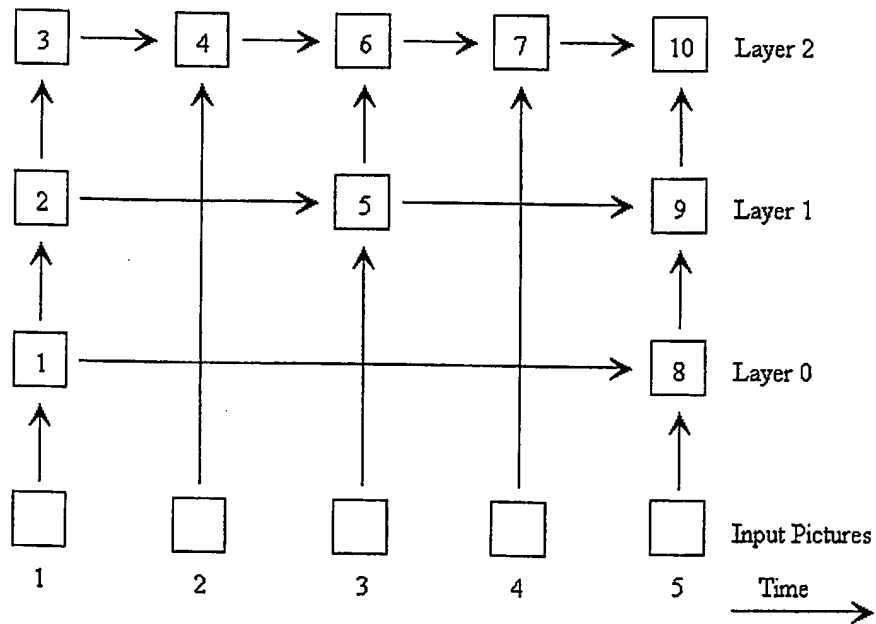 3 4 6 7 10 Layer 2
2 5 9 Layer 1
1 8 Layer 0
Input Pictures
1 2 3 4 5 Time